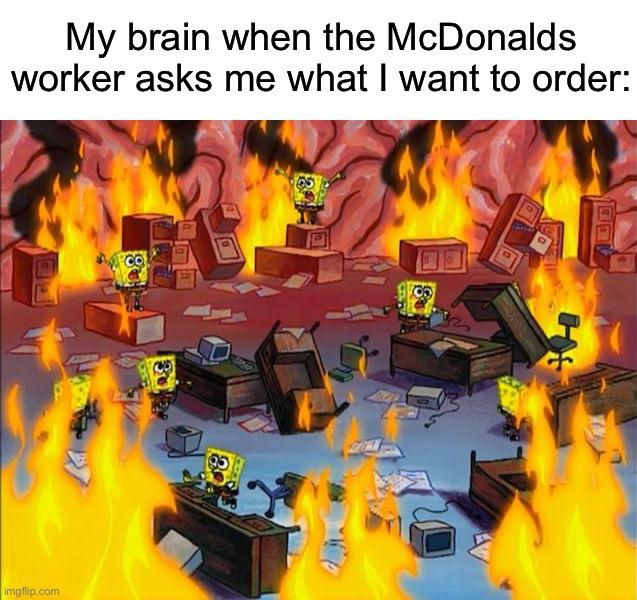 My brain when the McDonalds
worker asks me what I want to order:
imgflip.com